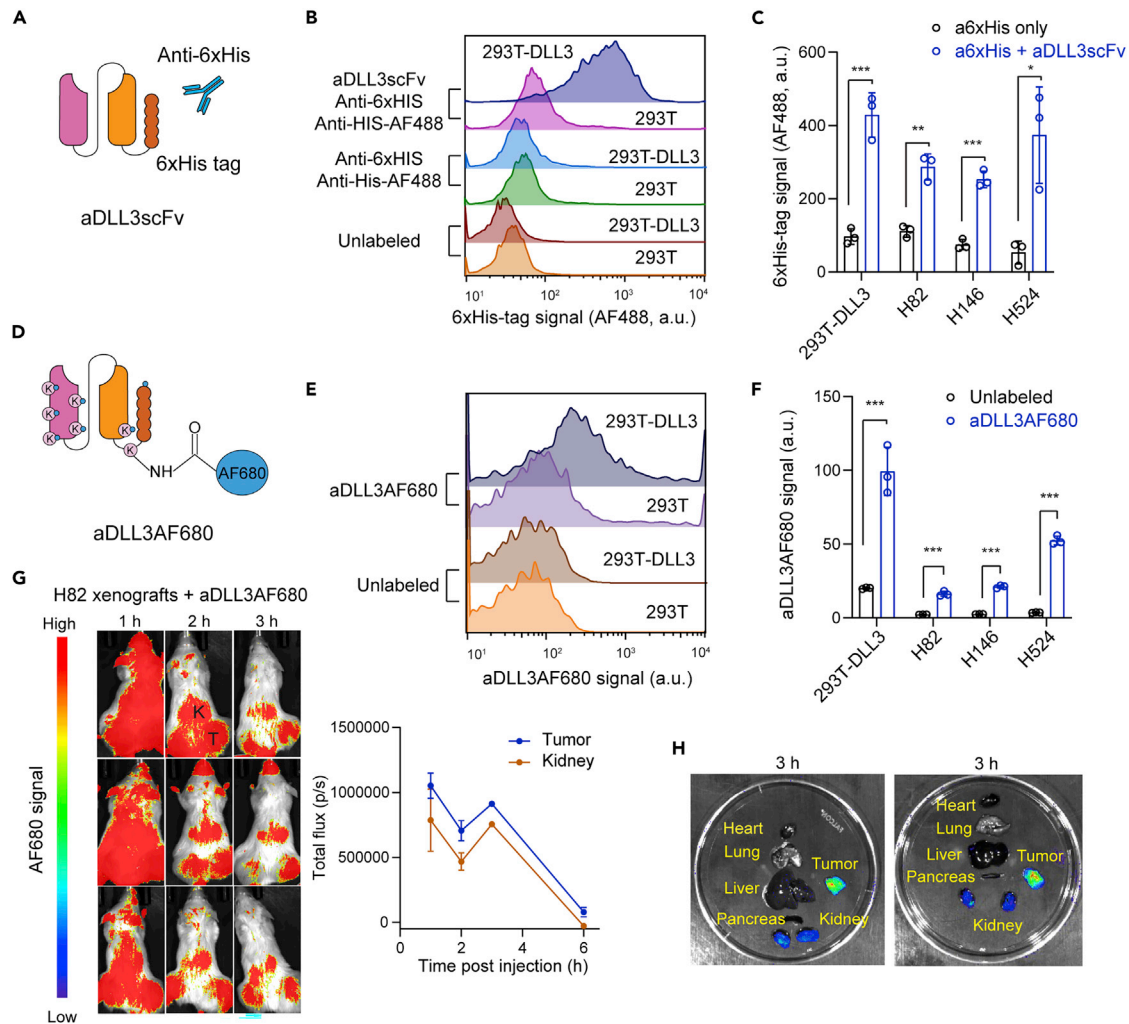 A
Anti-6xHis
6xHis tag
aDLL3scFv
B
293T-DLL3
aDLL3scFv
Anti-6xHIS
Anti-HIS-AF488
293T
Anti-6xHIS
Anti-His-AF488
293T-DLL3
293T
293T-DLL3
Unlabeled
293T
10¹ 10² 10³ 10⁴
6xHis-tag signal (AF488, a.u.)
C
a6xHis only
a6xHis + aDLL3scFv
6xHis-tag signal (AF488, a.u.)
600
400
200
0
***
**
***
*
293T-DLL3
H82
H146
H524
D
K
K
K
K
K
K
K
O
NH
AF680
aDLL3AF680
E
293T-DLL3
aDLL3AF680
293T
293T-DLL3
Unlabeled
293T
10¹ 10² 10³ 10⁴
aDLL3AF680 signal (a.u.)
F
Unlabeled
aDLL3AF680
aDLL3AF680 signal (a.u.)
150
100
50
0
***
***
***
***
293T-DLL3
H82
H146
H524
G
H82 xenografts + aDLL3AF680
High
1 h 2 h 3 h
K
T
AF680 signal
Low
Tumor
Kidney
Total flux (p/s)
1500000
1000000
500000
0
0 2 4 6
Time post injection (h)
H
3 h
Heart
Lung
Tumor
Liver
Pancreas
Kidney
3 h
Heart
Lung
Liver
Tumor
Pancreas
Kidney